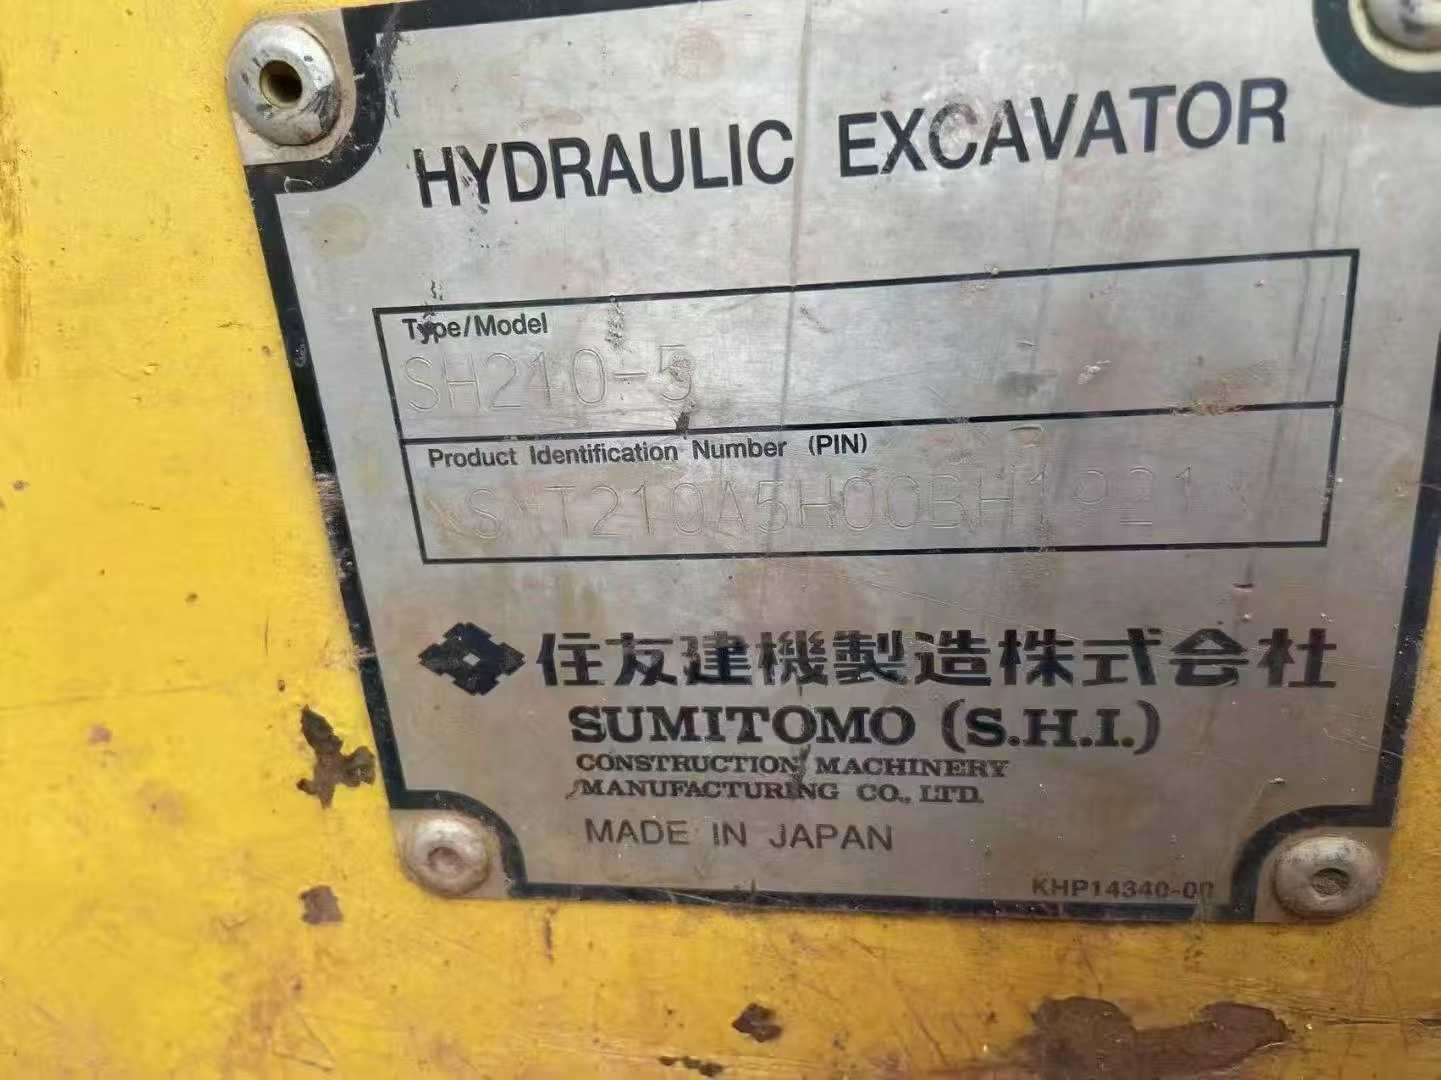 HYDRAULIC EXCAVATOR
Type/Model
SH210-5
Product Identification Number (PIN)
住友建機製造株式会社
SUMITOMO (S.H.I.)
CONSTRUCTION MACHINERY
MANUFACTURING CO., LTD.
MADE IN JAPAN
KHP14340-00